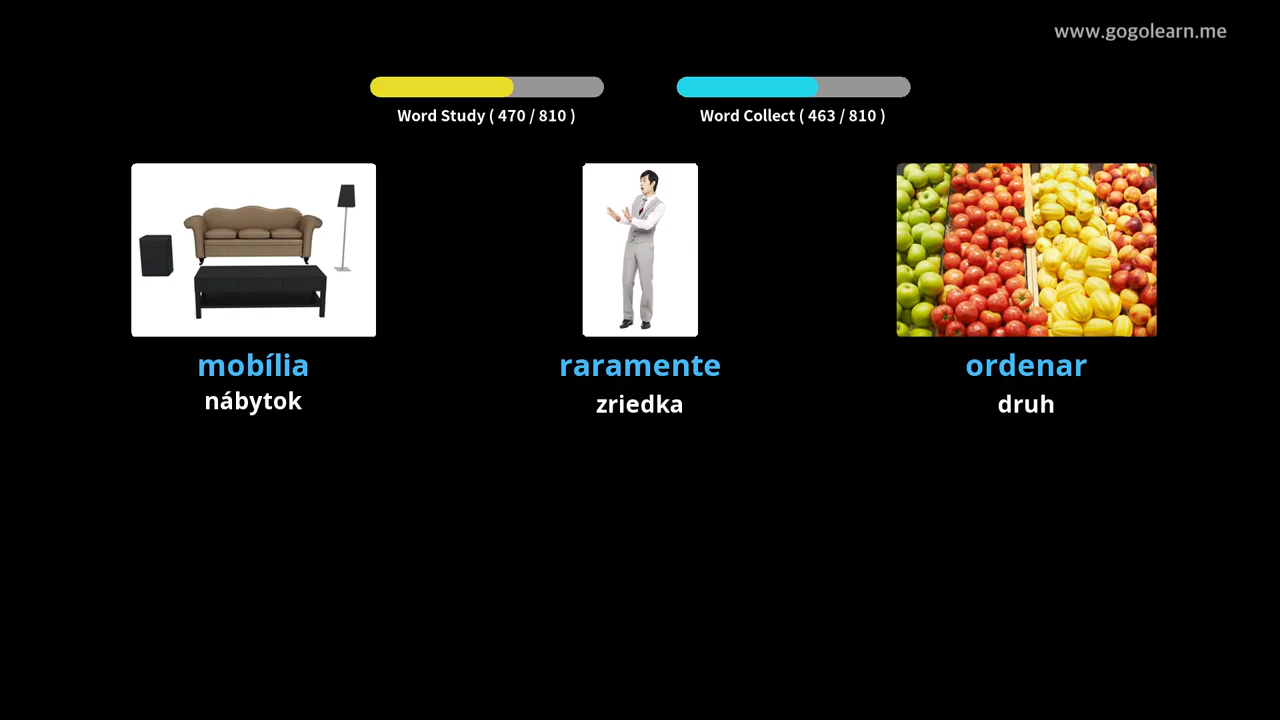 www.gogolearn.me
Word Study ( 470 / 810 )
Word Collect ( 463 / 810 )
mobília
raramente
ordenar
nábytok
zriedka
druh